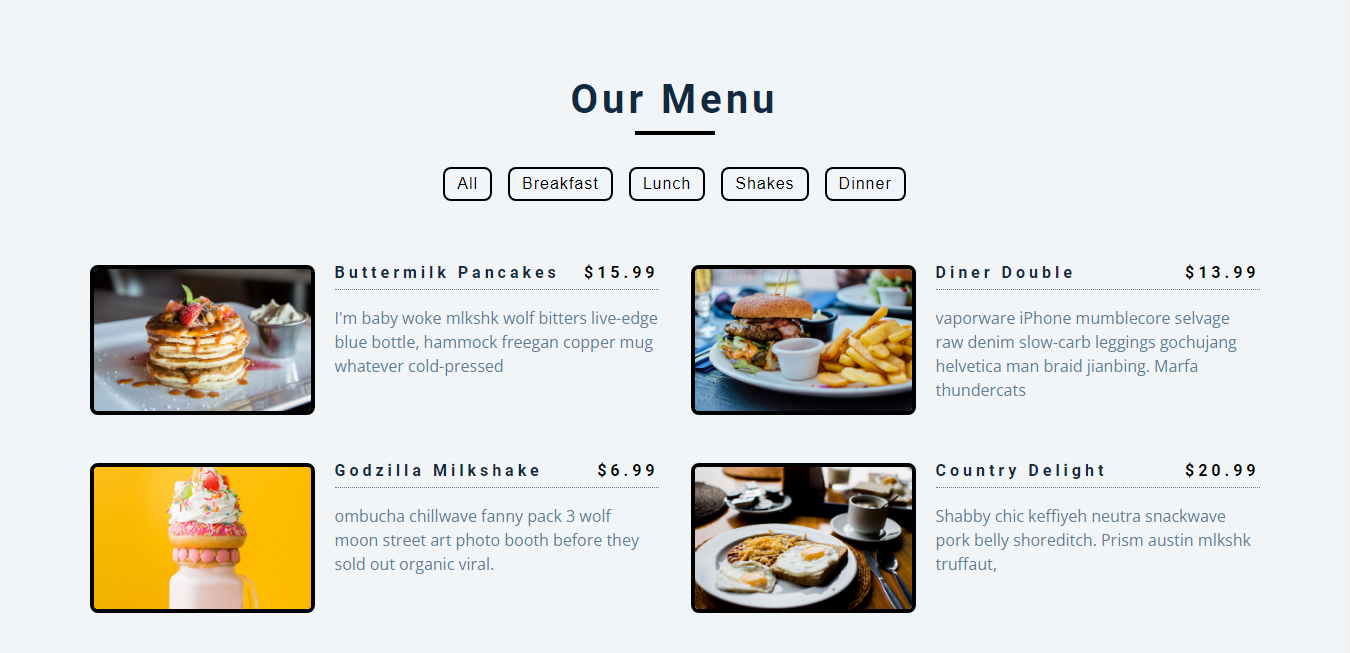 Our Menu
All Breakfast Lunch Shakes Dinner
Buttermilk Pancakes $15.99
I'm baby woke mlkshk wolf bitters live-edge
blue bottle, hammock freegan copper mug
whatever cold-pressed
Diner Double $13.99
vaporware iPhone mumblecore selvage
raw denim slow-carb leggings gochujang
helvetica man braid jianbing. Marfa
thundercats
Godzilla Milkshake $6.99
ombucha chillwave fanny pack 3 wolf
moon street art photo booth before they
sold out organic viral.
Country Delight $20.99
Shabby chic keffiyeh neutra snackwave
pork belly shoreditch. Prism austin mlkshk
truffaut,